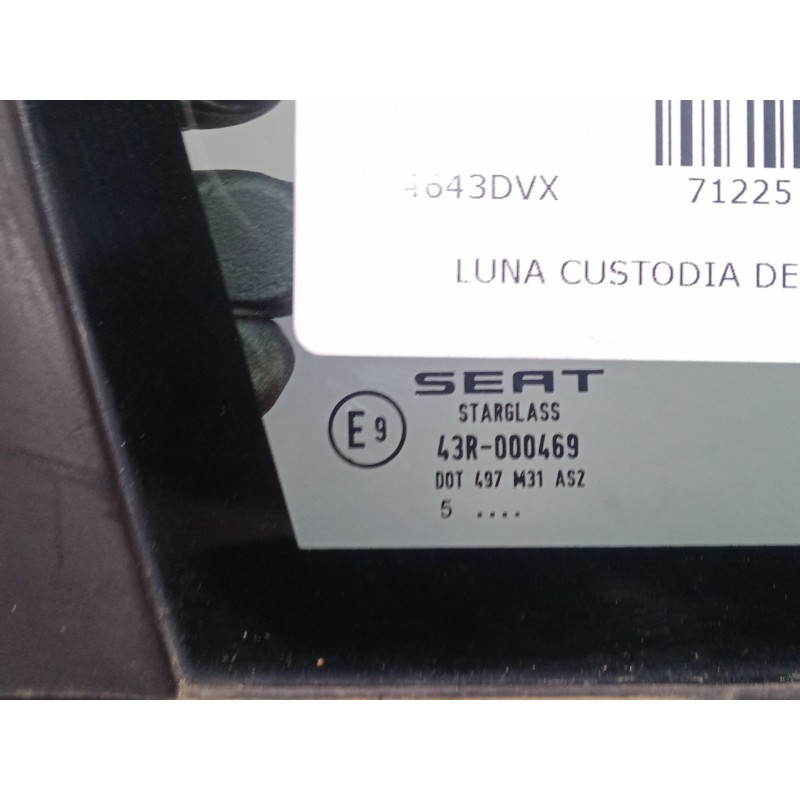 4643DVX 71225
LUNA CUSTODIA DE
SEAT
STARGLASS
E9 43R-000469
DOT 497 M31 AS2
5 ....